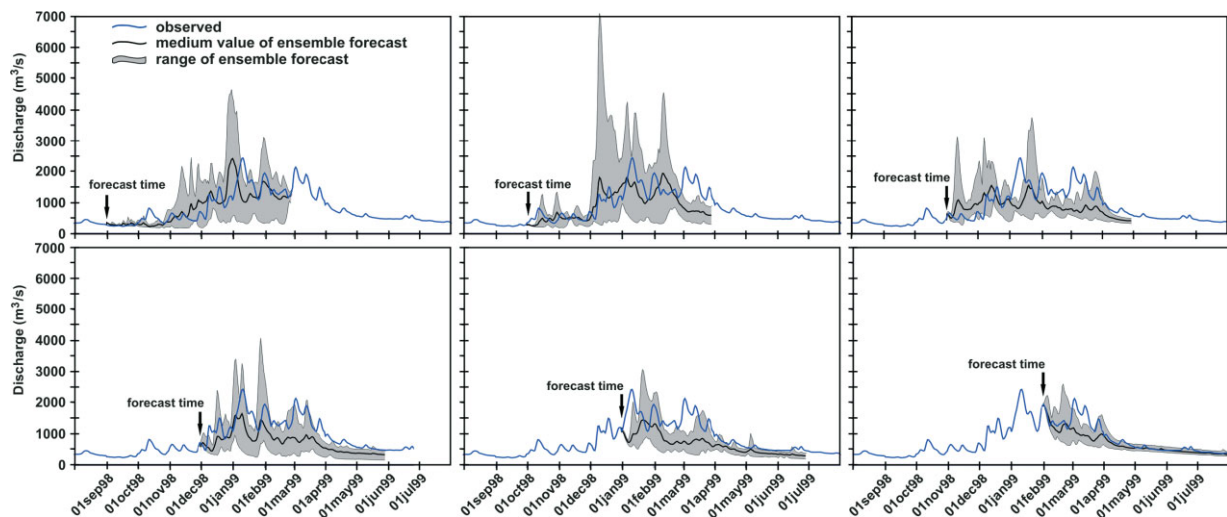 7000
6000
5000
4000
3000
2000
1000
0
Discharge (m³/s)
observed
medium value of ensemble forecast
range of ensemble forecast
forecast time
forecast time
Discharge (m³/s)
forecast time
7000
6000
5000
4000
3000
2000
1000
0
Discharge (m³/s)
forecast time
forecast time
forecast time
01sep98 01oct98 01nov98 01dec98 01jan99 01feb99 01mar99 01apr99 01may99 01jun99 01jul99
01sep98 01oct98 01nov98 01dec98 01jan99 01feb99 01mar99 01apr99 01may99 01jun99 01jul99
01sep98 01oct98 01nov98 01dec98 01jan99 01feb99 01mar99 01apr99 01may99 01jun99 01jul99